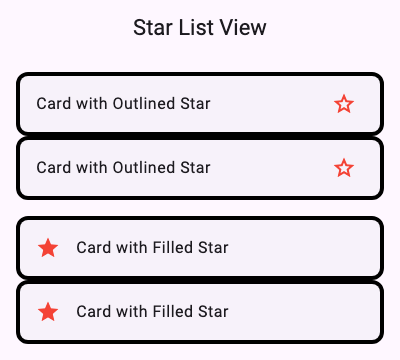 Star List View
Card with Outlined Star
Card with Outlined Star
Card with Filled Star
Card with Filled Star